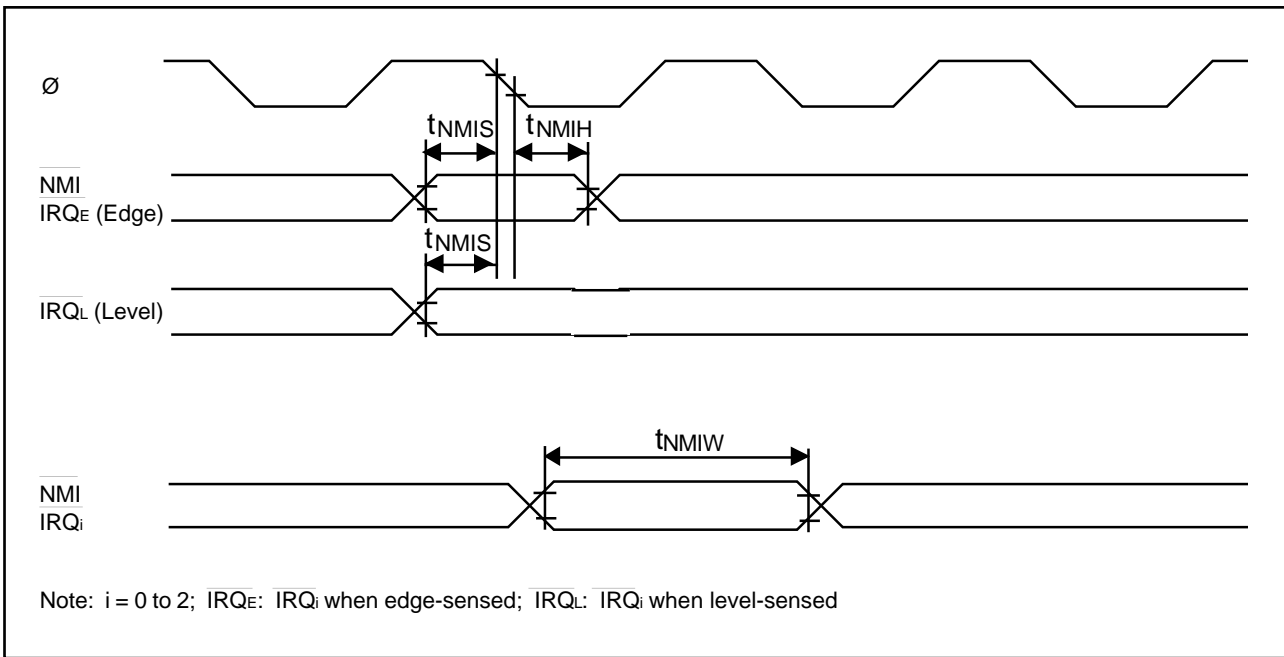 Ø
tNMIS tNMIH
NMI
IRQE (Edge)
tNMIS
IRQL (Level)
tNMIW
NMI
IRQi
Note: i = 0 to 2; IRQE: IRQi when edge-sensed; IRQL: IRQi when level-sensed